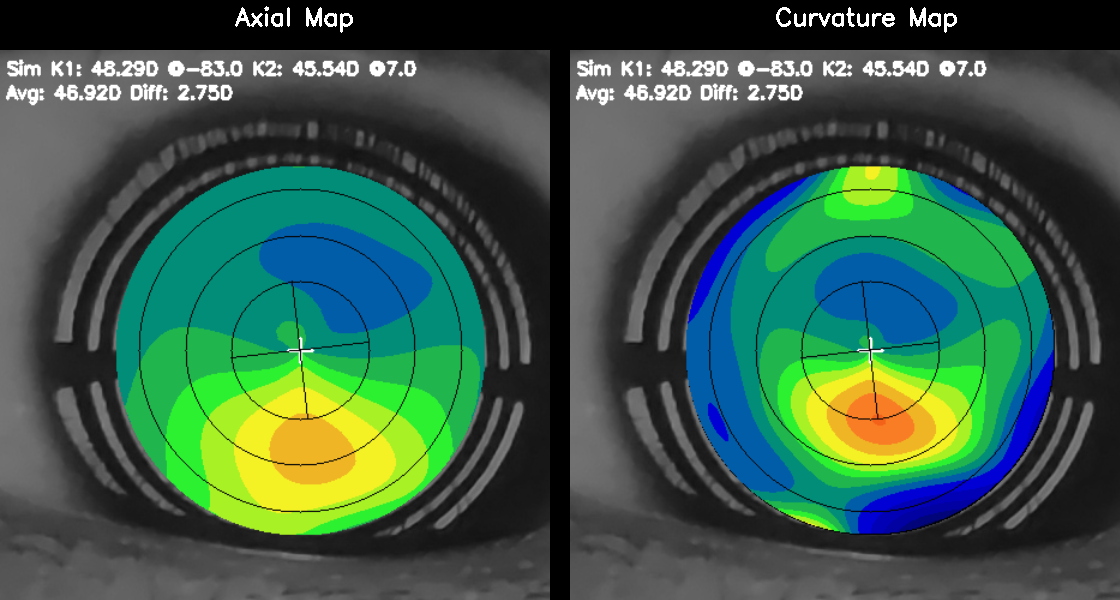 Axial Map
Sim K1: 48.29D @-83.0 K2: 45.54D @7.0
Avg: 46.92D Diff: 2.75D
Curvature Map
Sim K1: 48.29D @-83.0 K2: 45.54D @7.0
Avg: 46.92D Diff: 2.75D